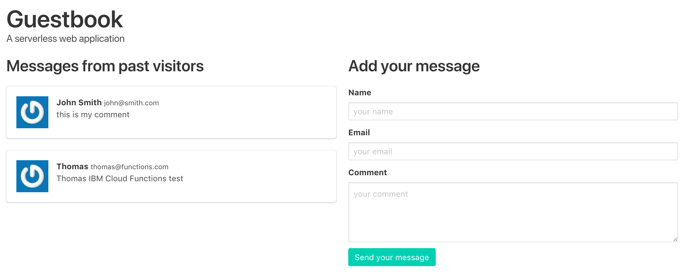 Guestbook
A serverless web application
Messages from past visitors
John Smith john@smith.com
this is my comment
Thomas thomas@functions.com
Thomas IBM Cloud Functions test
Add your message
Name
your name
Email
your email
Comment
your comment
Send your message